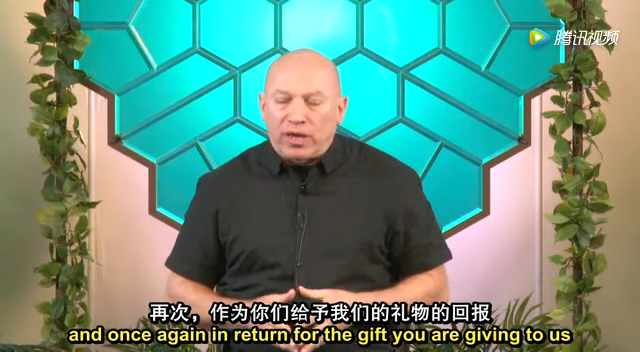 腾讯视频
再次，作为你们给予我们的礼物的回报
and once again in return for the gift you are giving to us